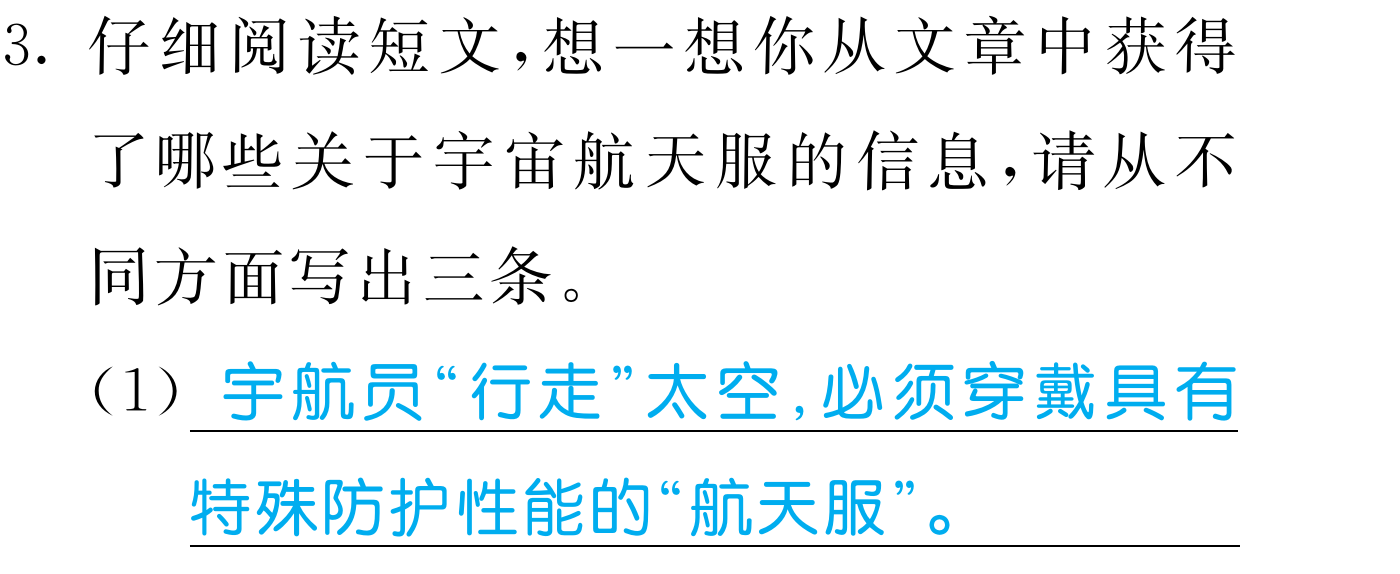 3. 仔细阅读短文,想一想你从文章中获得
了哪些关于宇宙航天服的信息,请从不
同方面写出三条。
(1) 宇航员“行走”太空,必须穿戴具有
特殊防护性能的“航天服”。